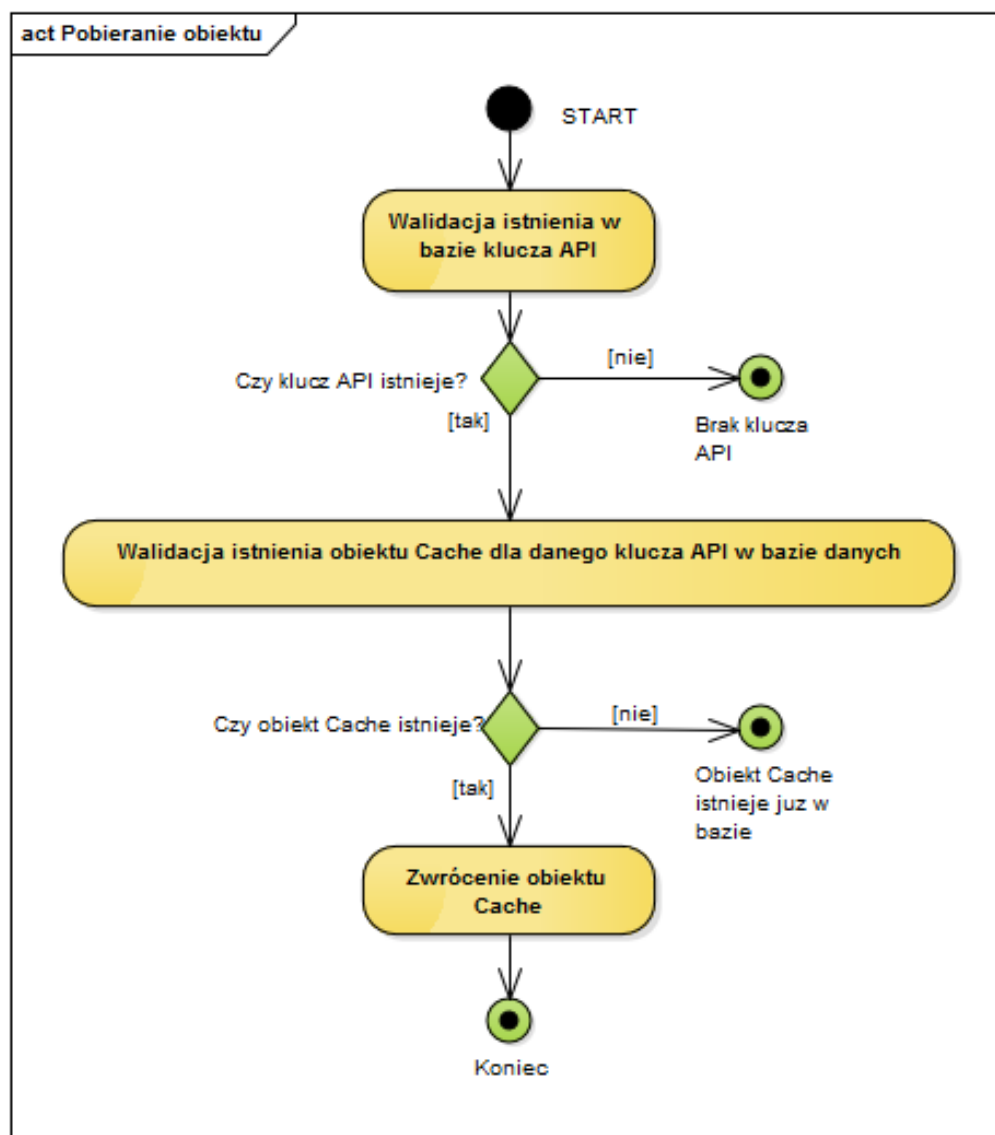 act Pobieranie obiektu
START
Walidacja istnienia w
bazie klucza API
Czy klucz API istnieje?
[nie]
[tak]
Brak klucza
API
Walidacja istnienia obiektu Cache dla danego klucza API w bazie danych
Czy obiekt Cache istnieje?
[nie]
[tak]
Obiekt Cache
istnieje juz w
bazie
Zwrócenie obiektu
Cache
Koniec